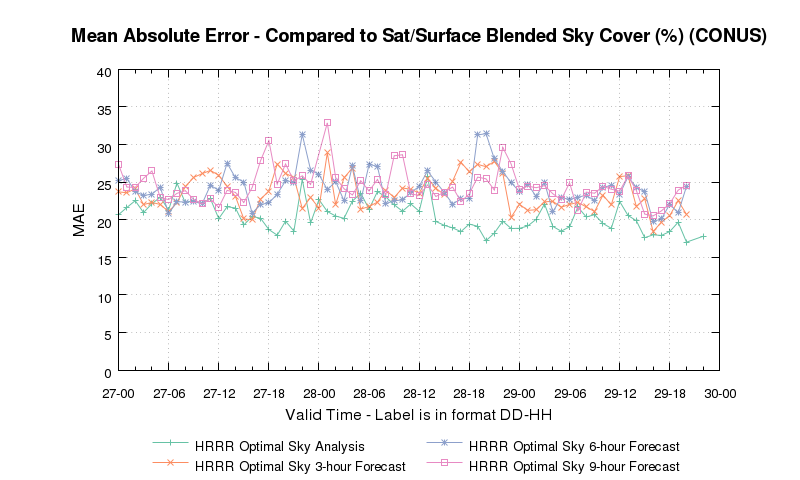 Mean Absolute Error - Compared to Sat/Surface Blended Sky Cover (%) (CONUS)
40
35
30
25
20
15
10
5
0
MAE
27-00 27-06 27-12 27-18 28-00 28-06 28-12 28-18 29-00 29-06 29-12 29-18 30-00
Valid Time - Label is in format DD-HH
HRRR Optimal Sky Analysis
HRRR Optimal Sky 3-hour Forecast
HRRR Optimal Sky 6-hour Forecast
HRRR Optimal Sky 9-hour Forecast